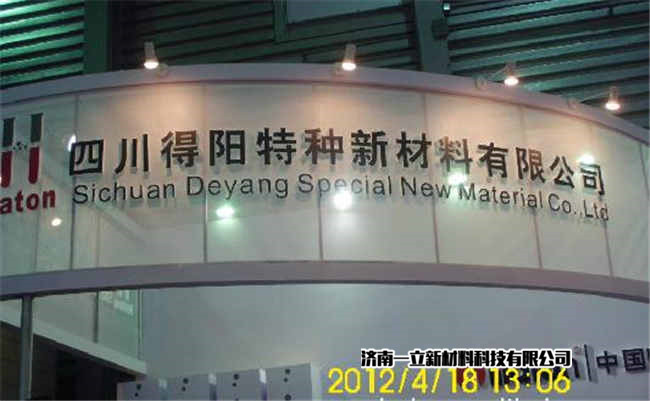 四川得阳特种新材料有限公司
aton
Sichuan Deyang Special New Material Co.,Ltd
济南一立新材料科技有限公司
中国
2012/4/18 13:06